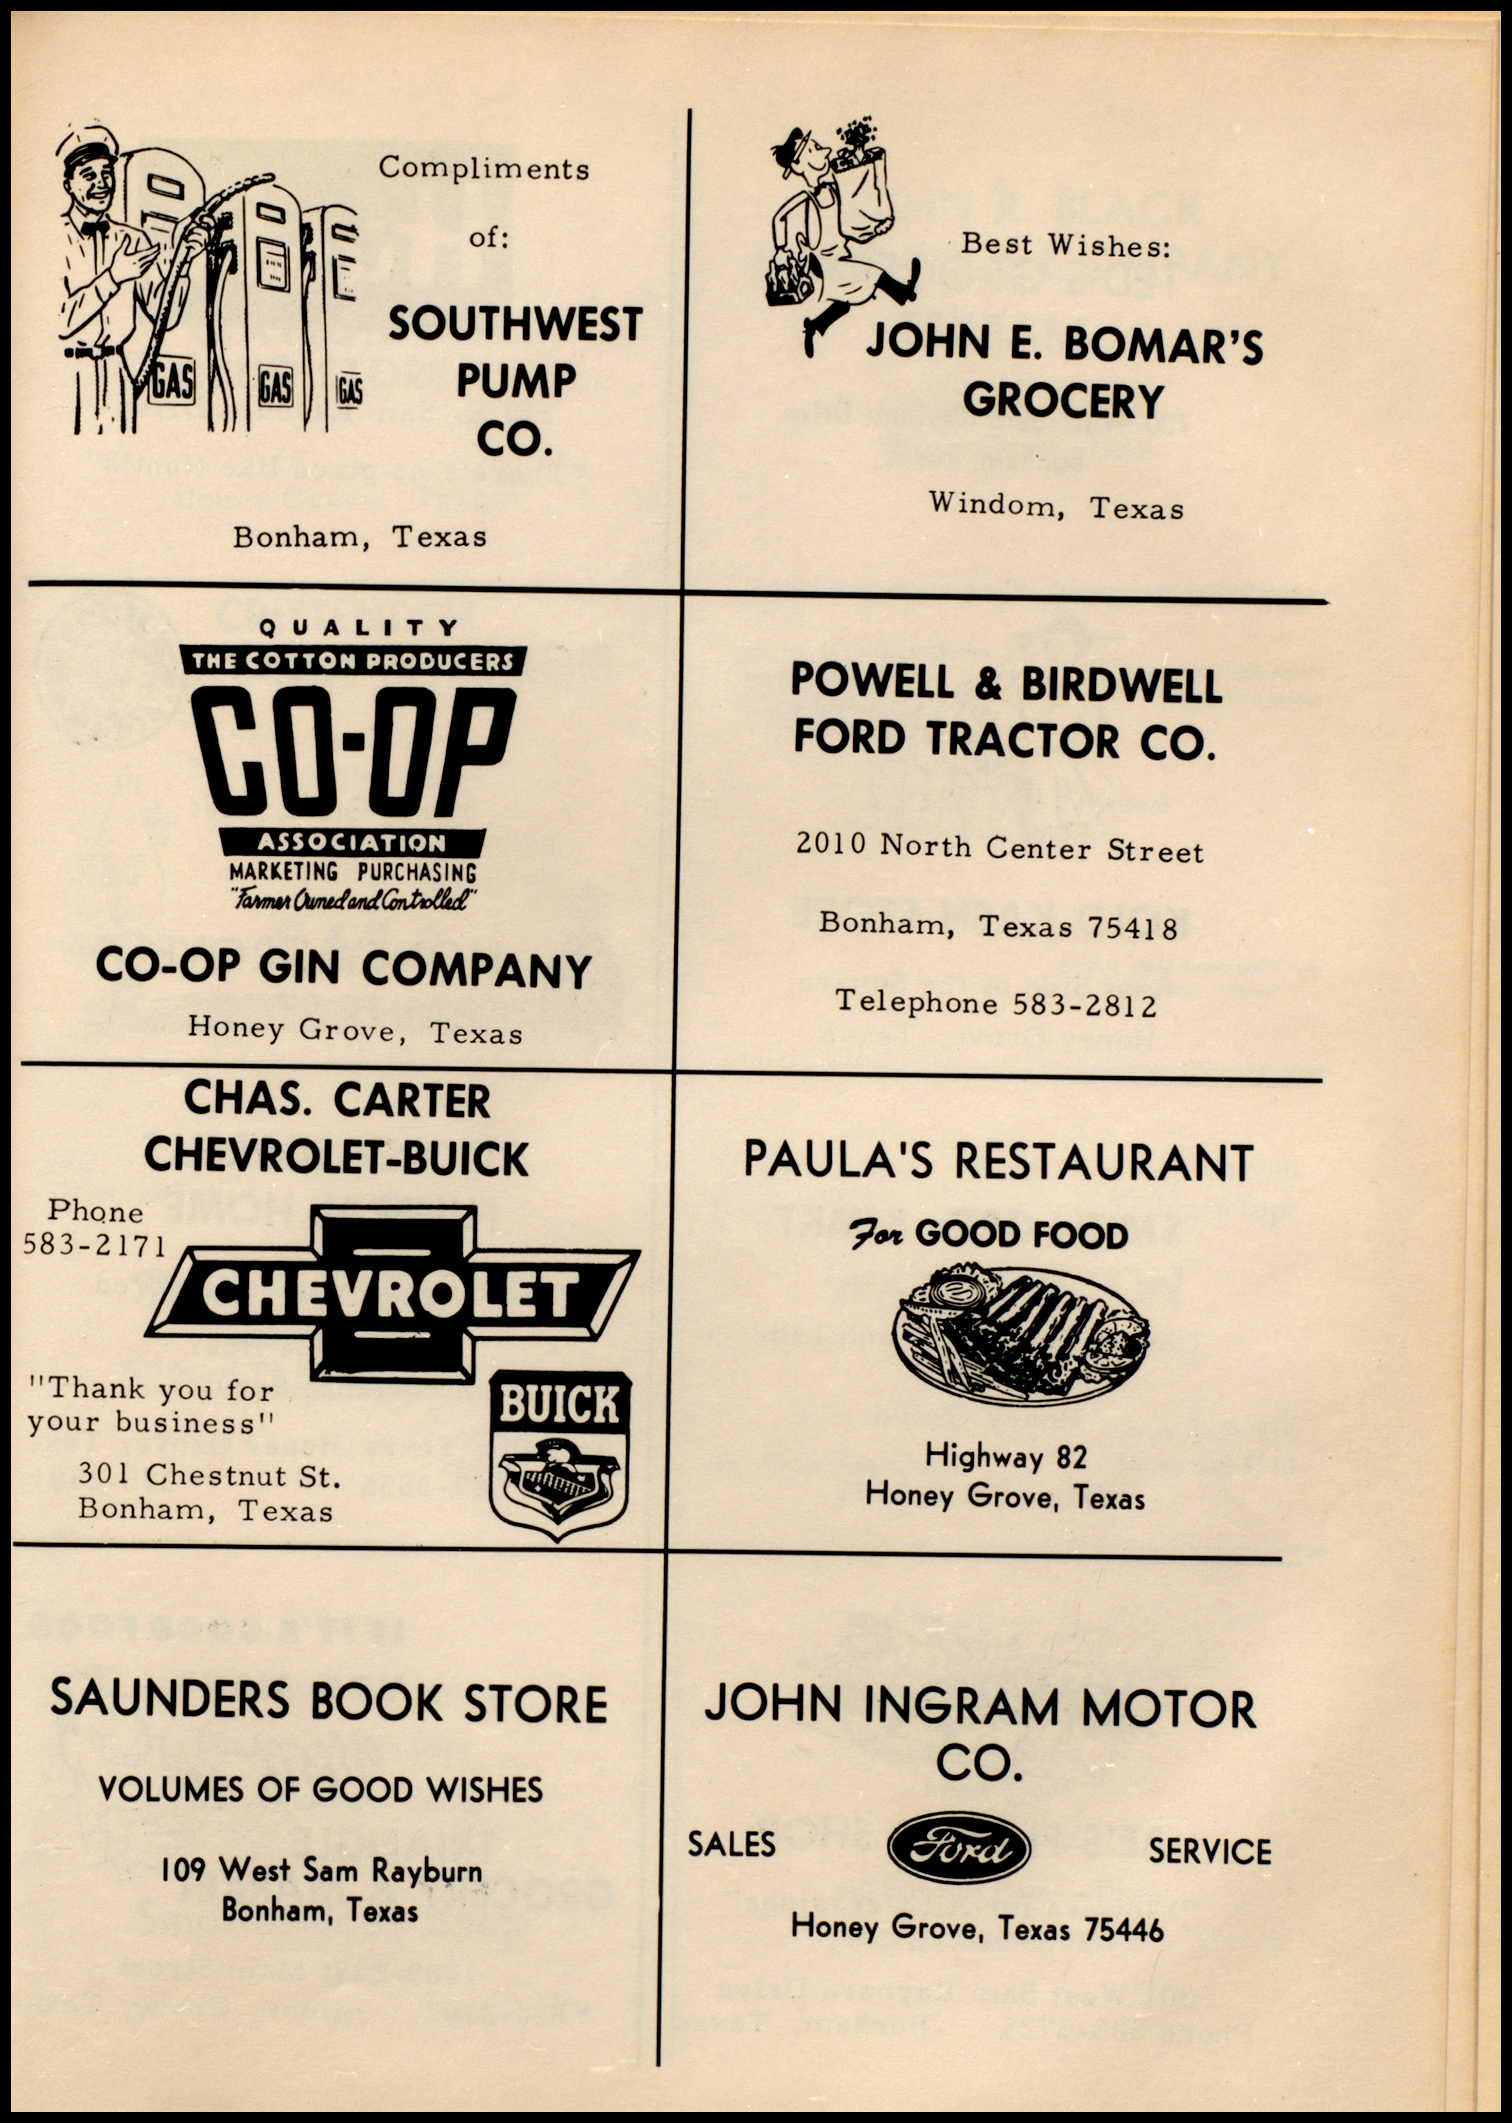 Compliments
of:
SOUTHWEST
PUMP
CO.
GAS
GAS
GAS
Bonham, Texas
Best Wishes:
JOHN E. BOMAR'S
GROCERY
Windom, Texas
QUALITY
THE COTTON PRODUCERS
CO-OP
ASSOCIATION
MARKETING PURCHASING
"Farmer Owned and Controlled"
CO-OP GIN COMPANY
Honey Grove, Texas
POWELL & BIRDWELL
FORD TRACTOR CO.
2010 North Center Street
Bonham, Texas 75418
Telephone 583-2812
CHAS. CARTER
CHEVROLET-BUICK
Phone
583-2171
CHEVROLET
"Thank you for
your business"
BUICK
301 Chestnut St.
Bonham, Texas
PAULA'S RESTAURANT
For GOOD FOOD
Highway 82
Honey Grove, Texas
SAUNDERS BOOK STORE
VOLUMES OF GOOD WISHES
109 West Sam Rayburn
Bonham, Texas
JOHN INGRAM MOTOR
CO.
SALES Ford SERVICE
Honey Grove, Texas 75446